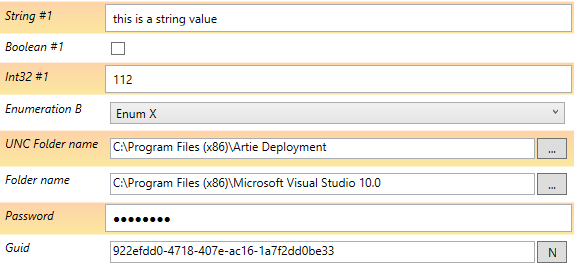 String #1 this is a string value
Boolean #1
Int32 #1 112
Enumeration B Enum X
UNC Folder name C:\Program Files (x86)\Artie Deployment ...
Folder name C:\Program Files (x86)\Microsoft Visual Studio 10.0 ...
Password ●●●●●●●●
Guid 922efdd0-4718-407e-ac16-1a7f2dd0be33 N